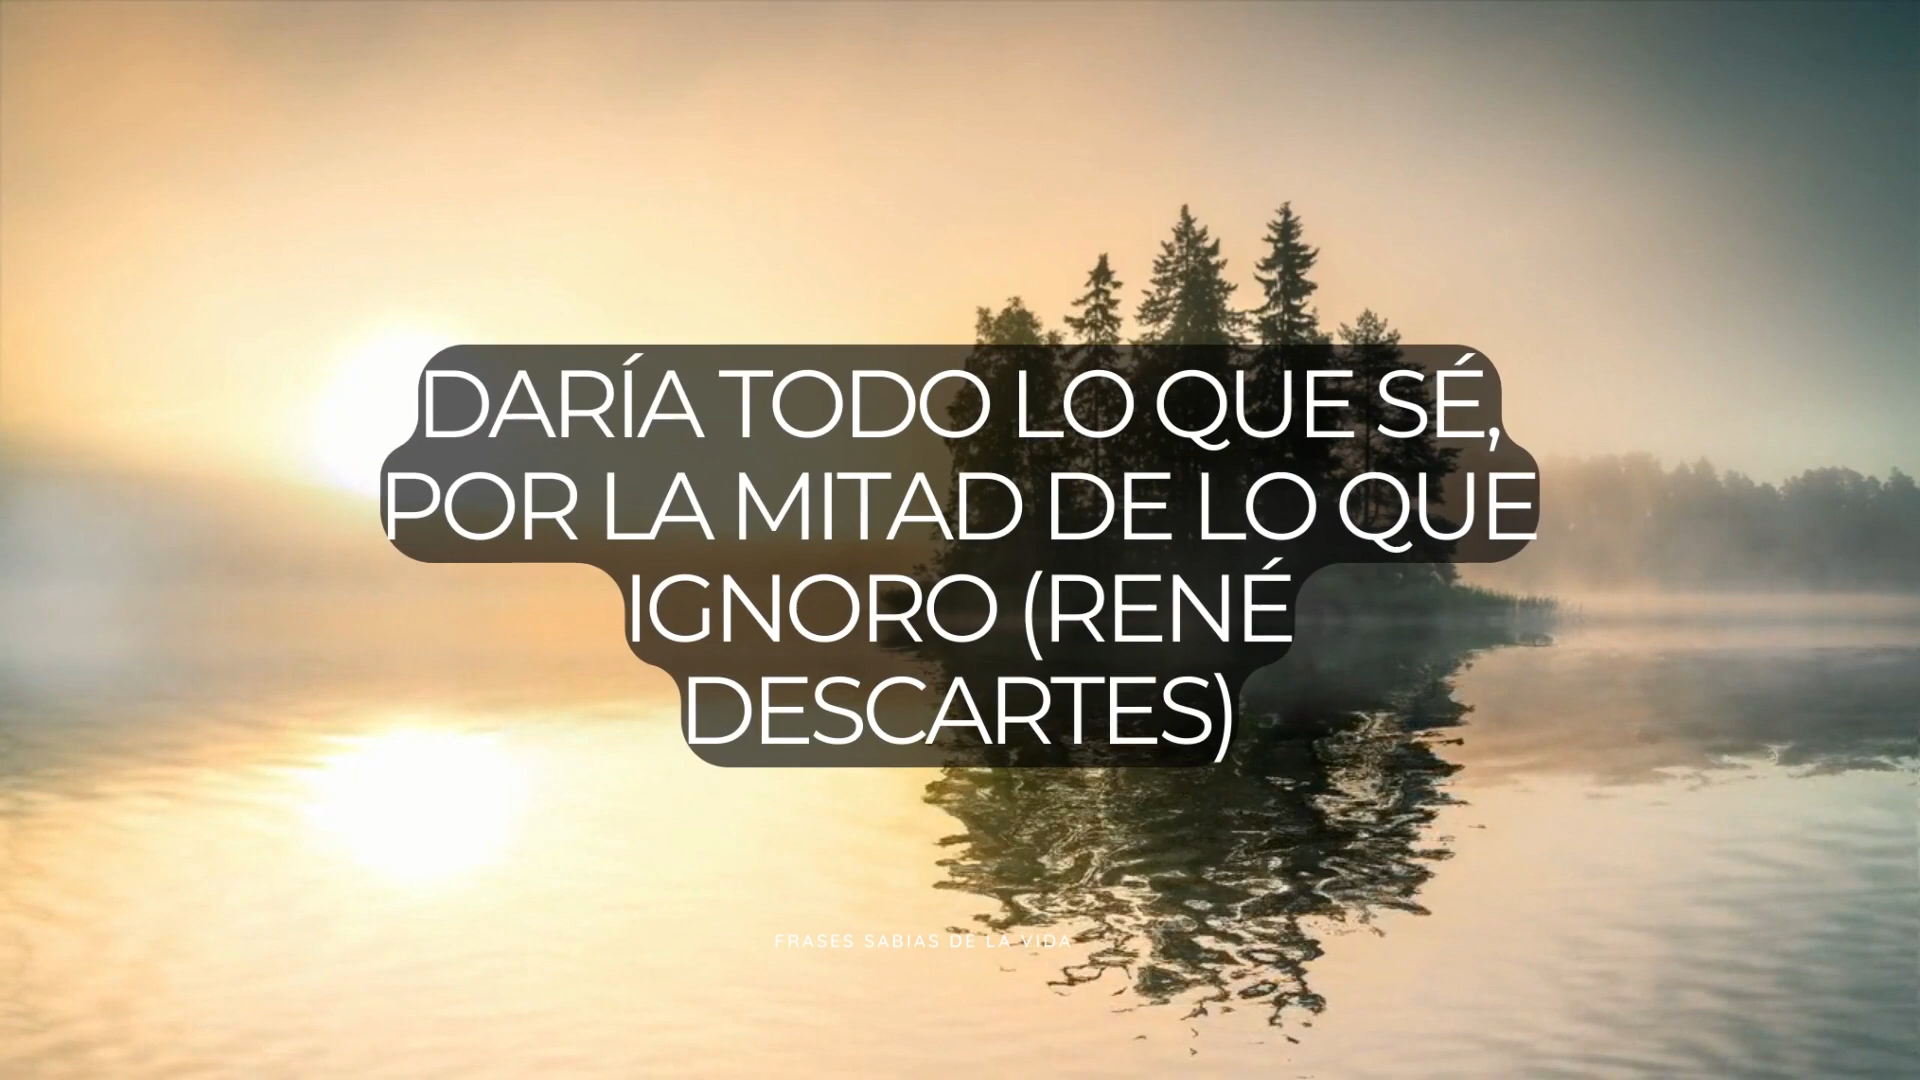 DARÍA TODO LO QUE SÉ,
POR LA MITAD DE LO QUE
IGNORO (RENÉ
DESCARTES)
FRASES SABIAS DE LA VIDA